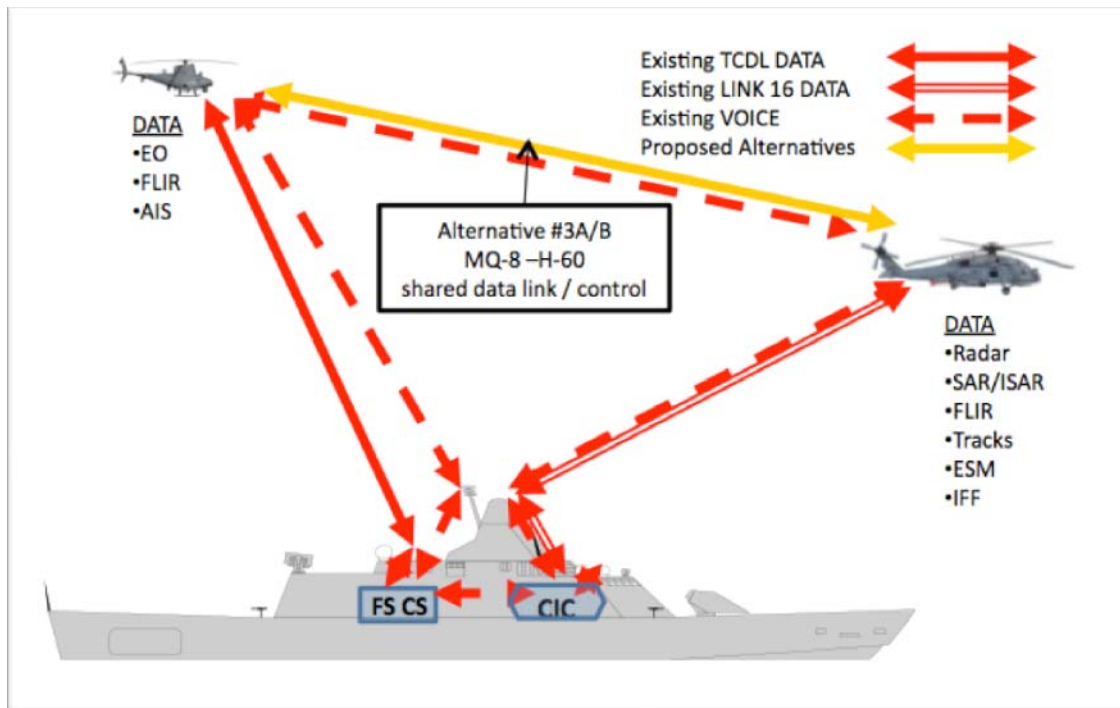 Existing TCDL DATA
Existing LINK 16 DATA
Existing VOICE
Proposed Alternatives
DATA
•EO
•FLIR
•AIS
Alternative #3A/B
MQ-8 –H-60
shared data link / control
DATA
•Radar
•SAR/ISAR
•FLIR
•Tracks
•ESM
•IFF
FS CS
CIC